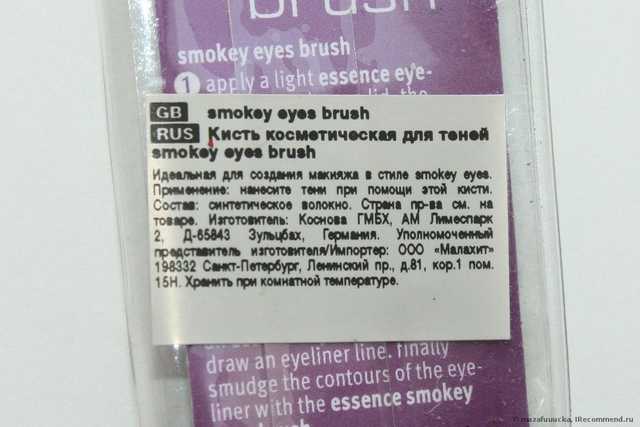 brush
smokey eyes brush
1 apply a light essence eye-
GB smokey eyes brush
RUS Кисть косметическая для теней
smokey eyes brush
Идеальная для создания макияжа в стиле smokey eyes.
Применение: нанесите тени при помощи этой кисти.
Состав: синтетическое волокно. Страна пр-ва см. на
товаре. Изготовитель: Коснова ГМБХ, АМ Лимеспарк
2, Д-65843 Зульцбах, Германия. Уполномоченный
представитель изготовителя/Импортер: ООО «Малахит»
198332 Санкт-Петербург, Ленинский пр., д.81, кор.1 пом.
15Н. Хранить при комнатной температуре.
draw an eyeliner line. finally
smudge the contours of the eye-
liner with the essence smokey
brush
© muzafuuucka, IRecommend.ru